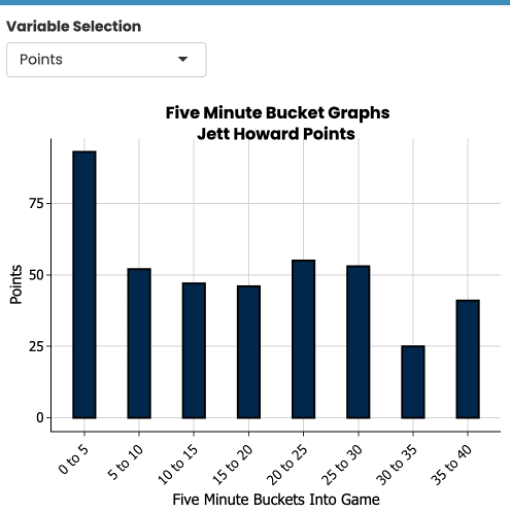 Variable Selection
Points
Five Minute Bucket Graphs
Jett Howard Points
Points
75
50
25
0
0 to 5
5 to 10
10 to 15
15 to 20
20 to 25
25 to 30
30 to 35
35 to 40
Five Minute Buckets Into Game